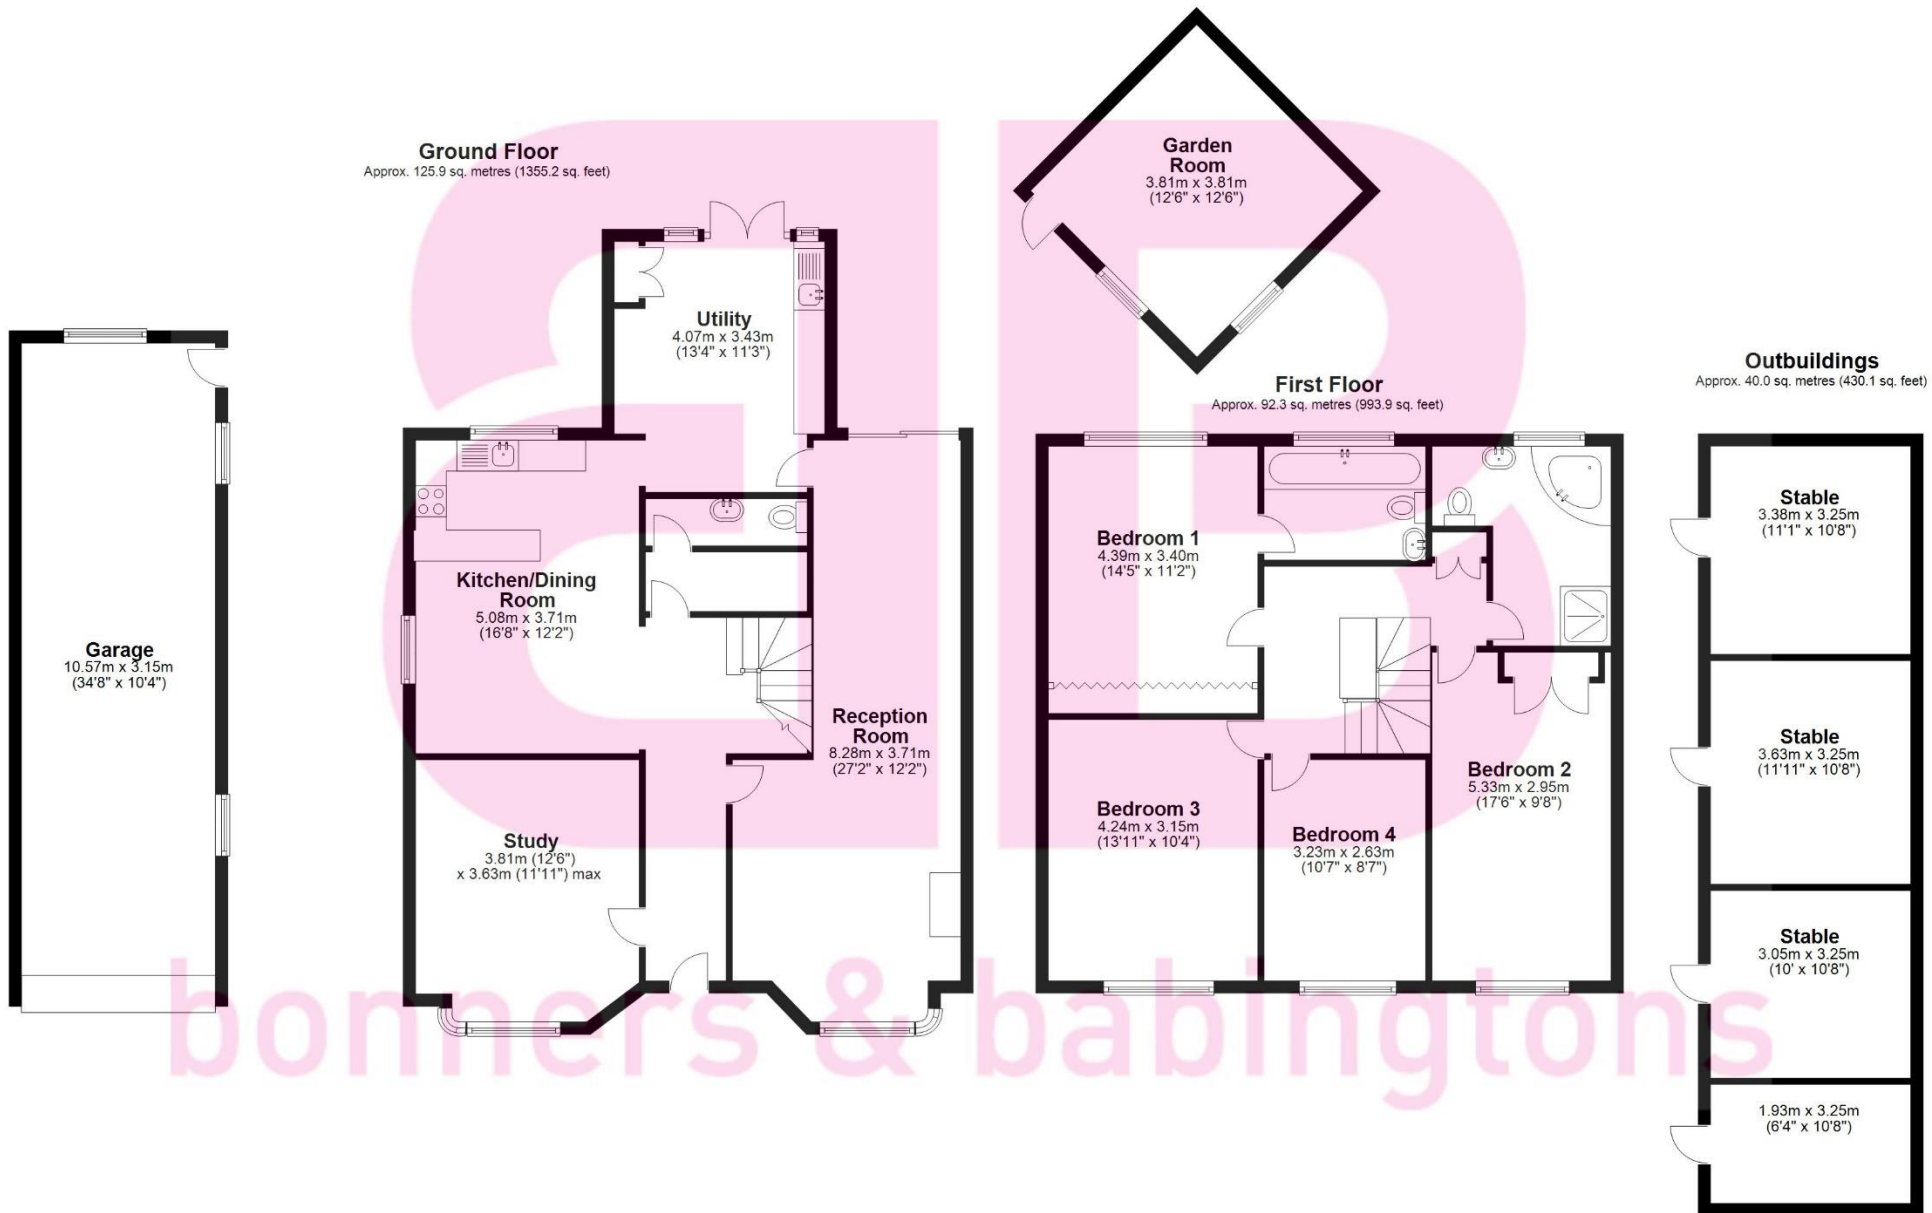 Ground Floor
Approx. 125.9 sq. metres (1355.2 sq. feet)
Utility
4.07m x 3.43m
(13'4" x 11'3")
Kitchen/Dining
Room
5.08m x 3.71m
(16'8" x 12'2")
Garage
10.57m x 3.15m
(34'8" x 10'4")
Reception
Room
8.28m x 3.71m
(27'2" x 12'2")
Study
3.81m (12'6")
x 3.63m (11'11") max
Garden
Room
3.81m x 3.81m
(12'6" x 12'6")
First Floor
Approx. 92.3 sq. metres (993.9 sq. feet)
Bedroom 1
4.39m x 3.40m
(14'5" x 11'2")
Bedroom 2
5.33m x 2.95m
(17'6" x 9'8")
Bedroom 3
4.24m x 3.15m
(13'11" x 10'4")
Bedroom 4
3.23m x 2.63m
(10'7" x 8'7")
Outbuildings
Approx. 40.0 sq. metres (430.1 sq. feet)
Stable
3.38m x 3.25m
(11'1" x 10'8")
Stable
3.63m x 3.25m
(11'11" x 10'8")
Stable
3.05m x 3.25m
(10' x 10'8")
1.93m x 3.25m
(6'4" x 10'8")
bonners & babingtons